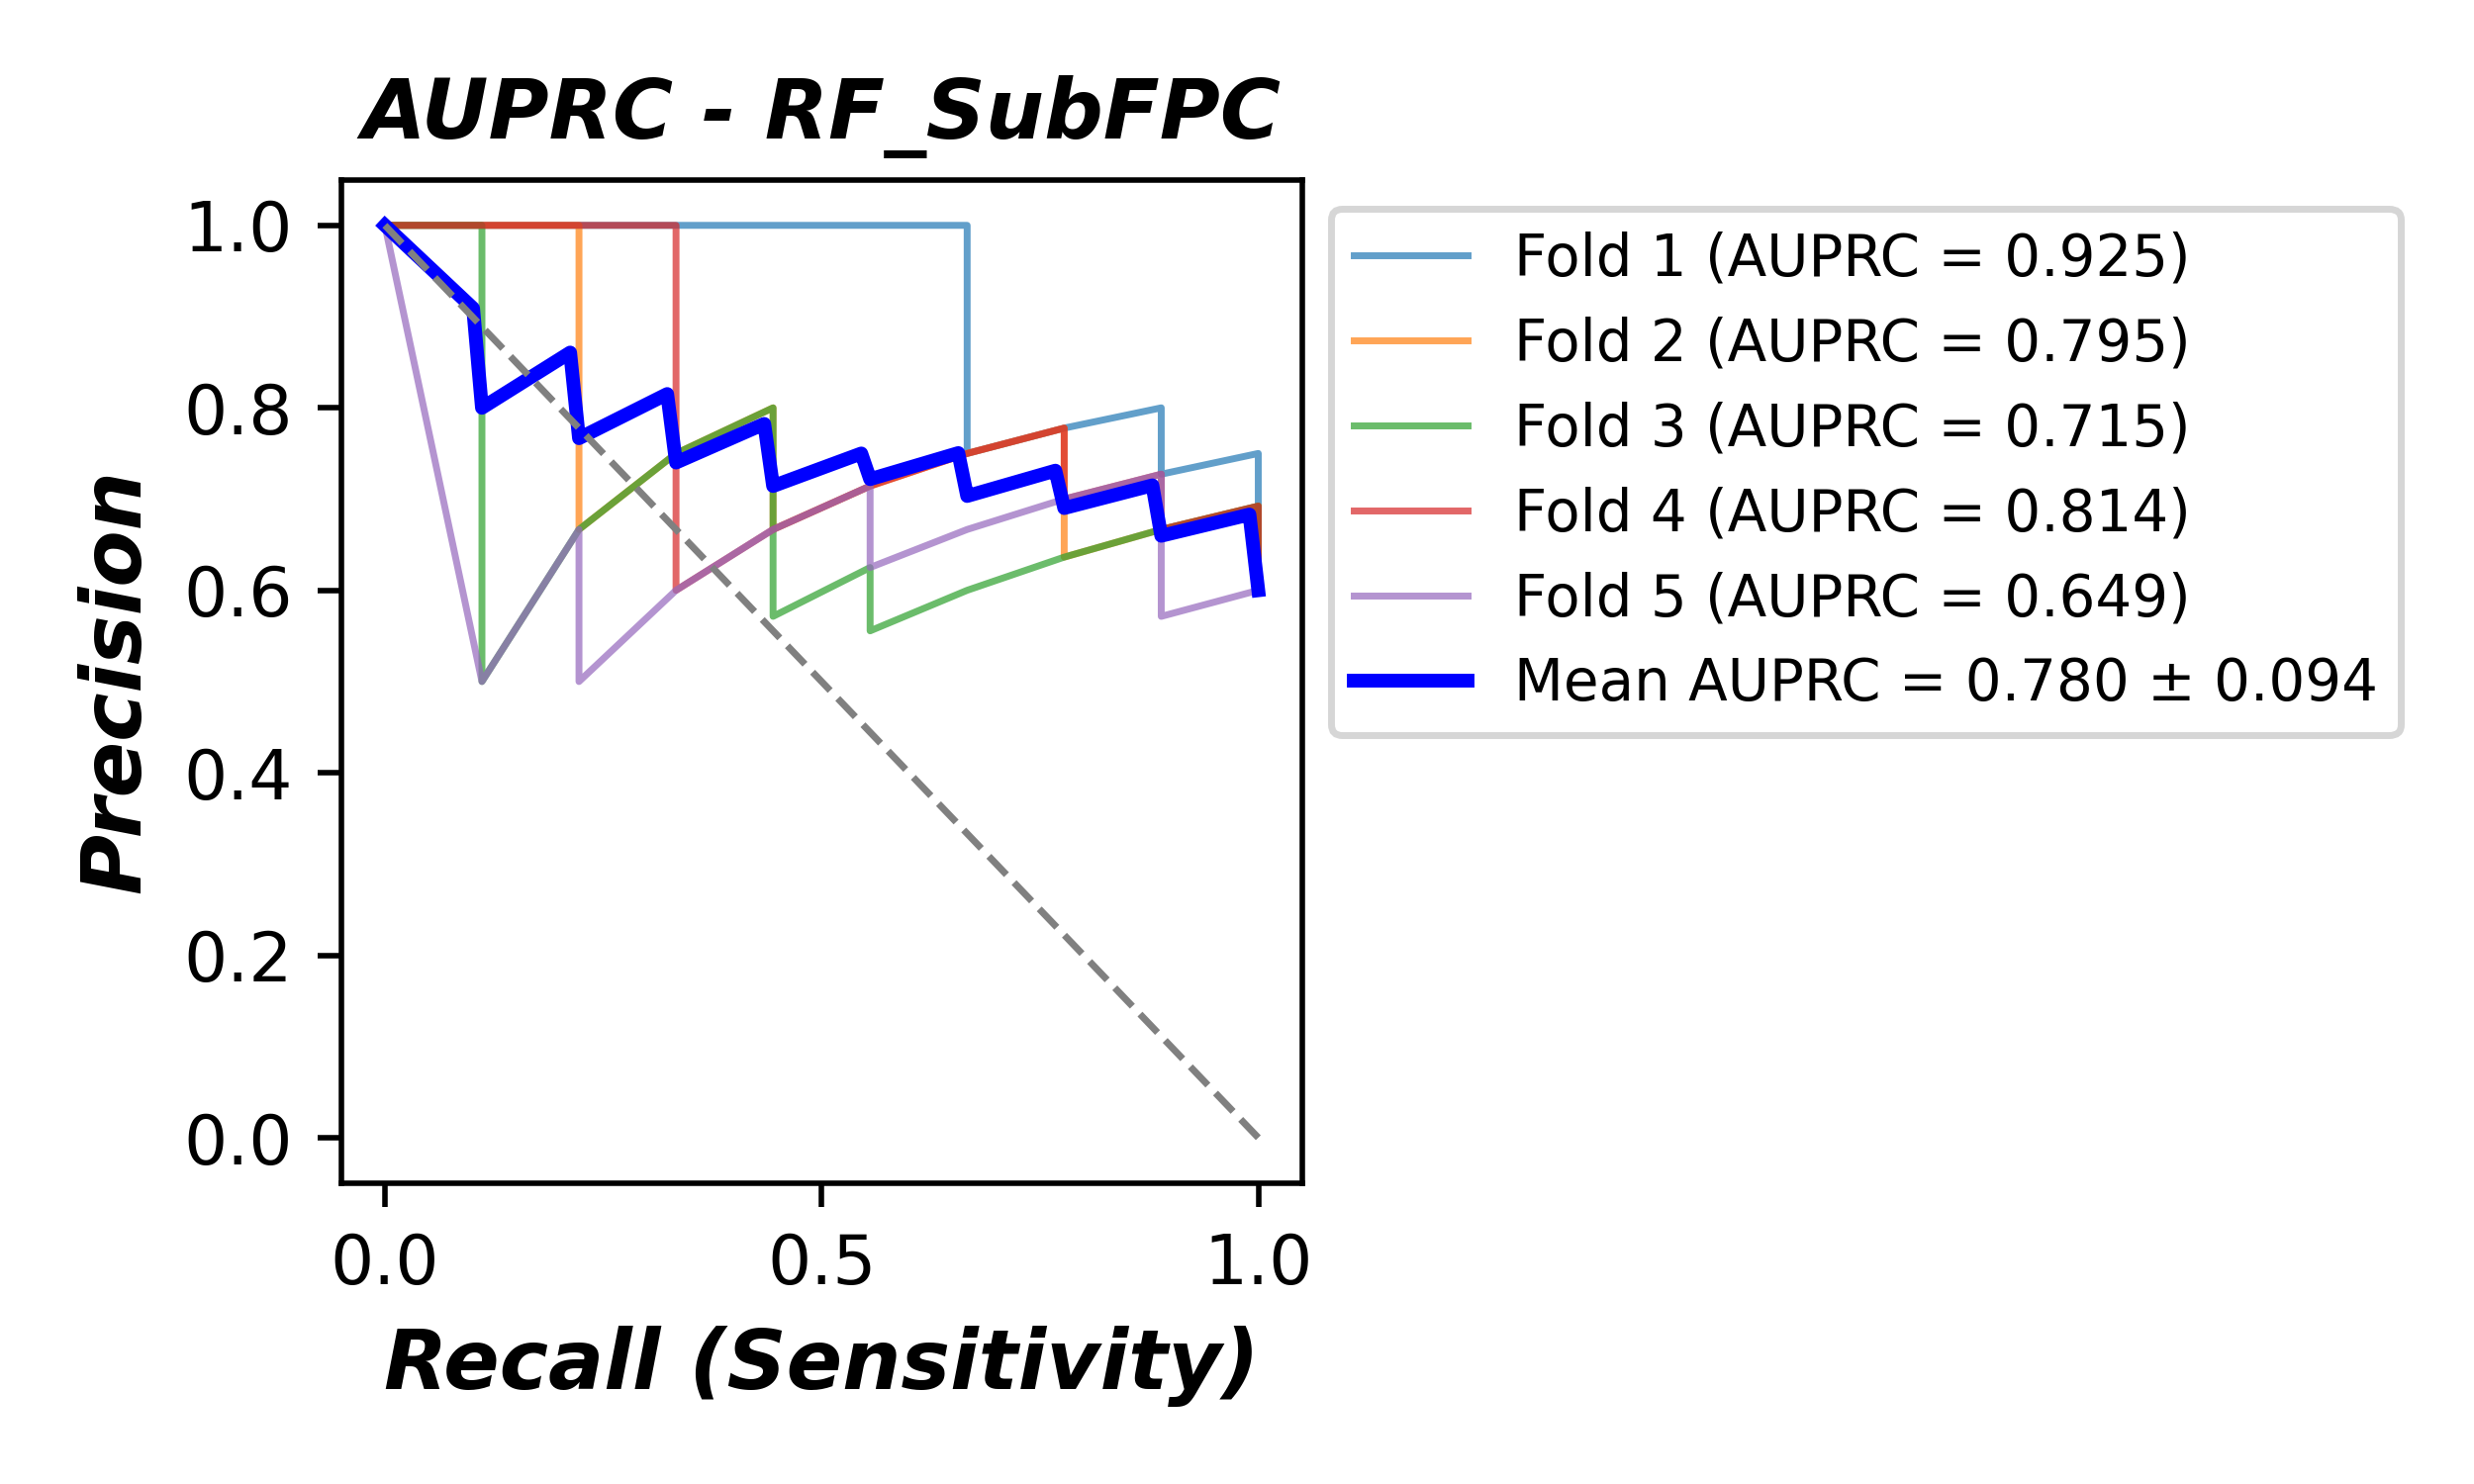 AUPRC - RF_SubFPC
Precision
1.0
0.8
0.6
0.4
0.2
0.0
0.0 0.5 1.0
Recall (Sensitivity)
Fold 1 (AUPRC = 0.925)
Fold 2 (AUPRC = 0.795)
Fold 3 (AUPRC = 0.715)
Fold 4 (AUPRC = 0.814)
Fold 5 (AUPRC = 0.649)
Mean AUPRC = 0.780 ± 0.094